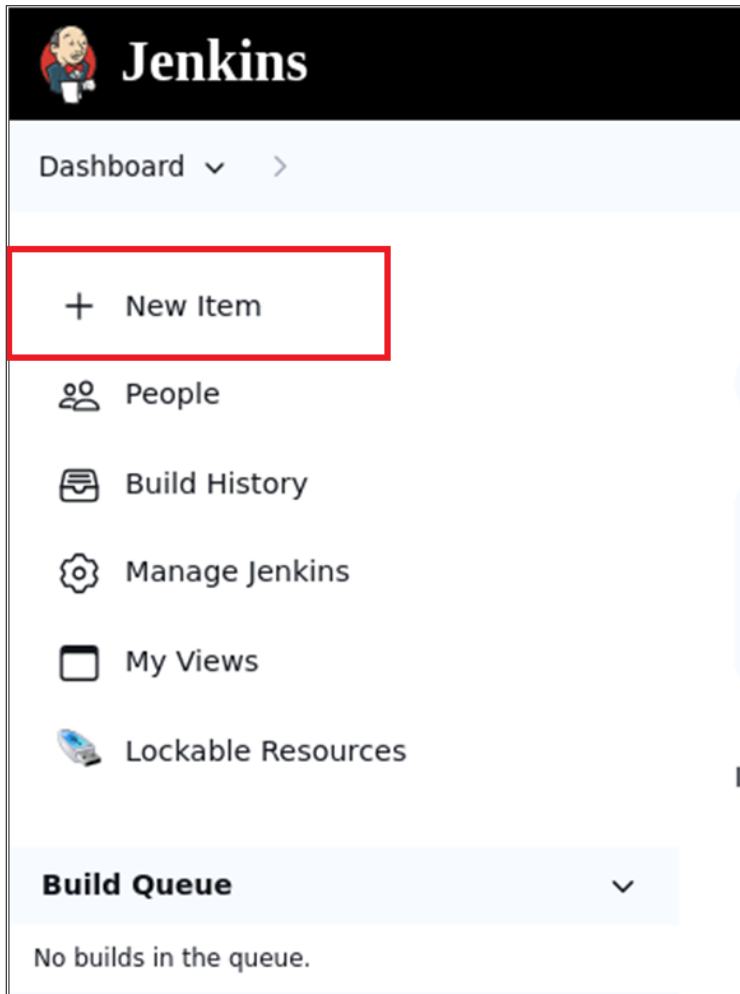 Jenkins
Dashboard
New Item
People
Build History
Manage Jenkins
My Views
Lockable Resources
Build Queue
No builds in the queue.